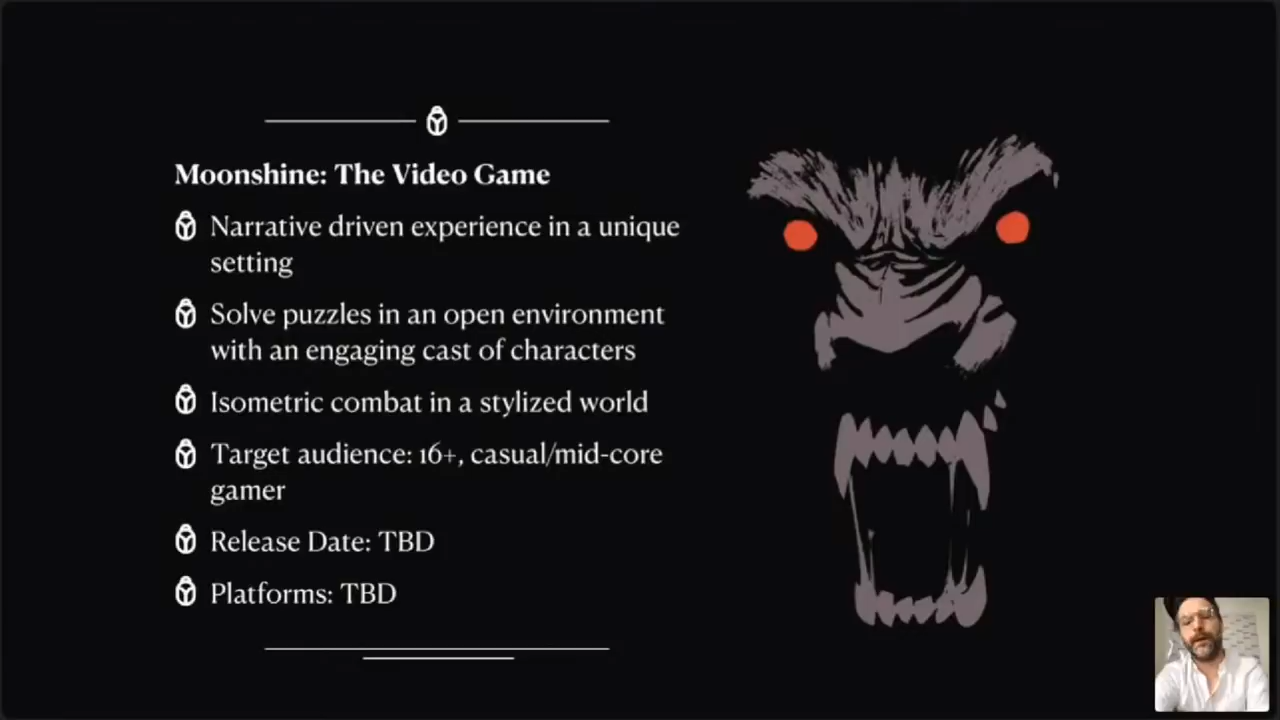 Moonshine: The Video Game
Narrative driven experience in a unique
setting
Solve puzzles in an open environment
with an engaging cast of characters
Isometric combat in a stylized world
Target audience: 16+, casual/mid-core
gamer
Release Date: TBD
Platforms: TBD